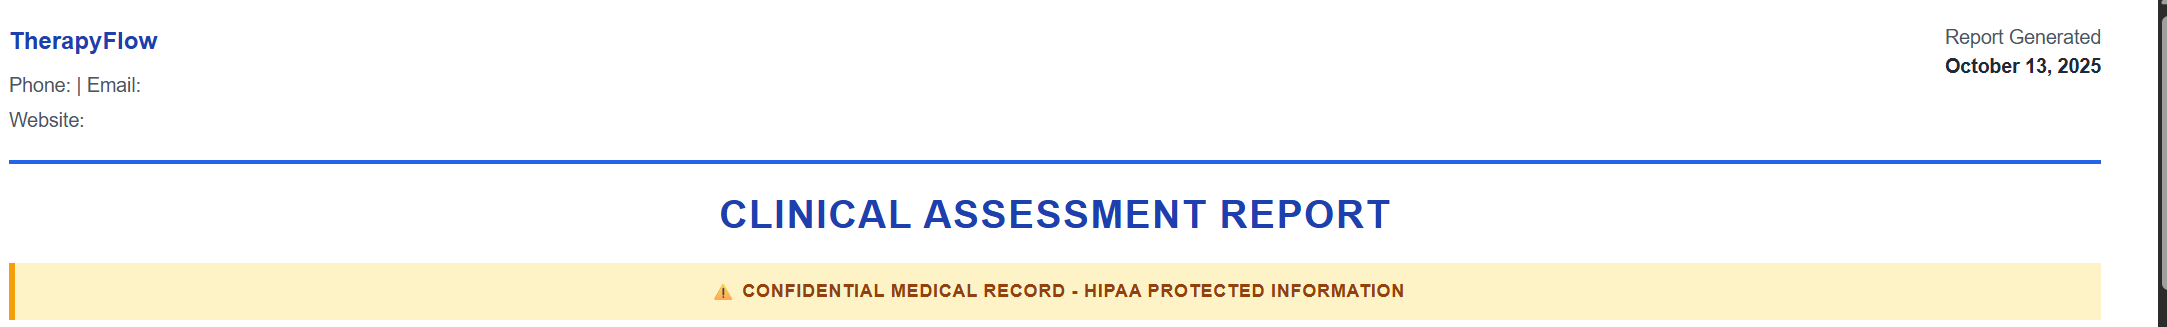 TherapyFlow
Phone: | Email:
Website:
Report Generated
October 13, 2025
CLINICAL ASSESSMENT REPORT
⚠ CONFIDENTIAL MEDICAL RECORD - HIPAA PROTECTED INFORMATION